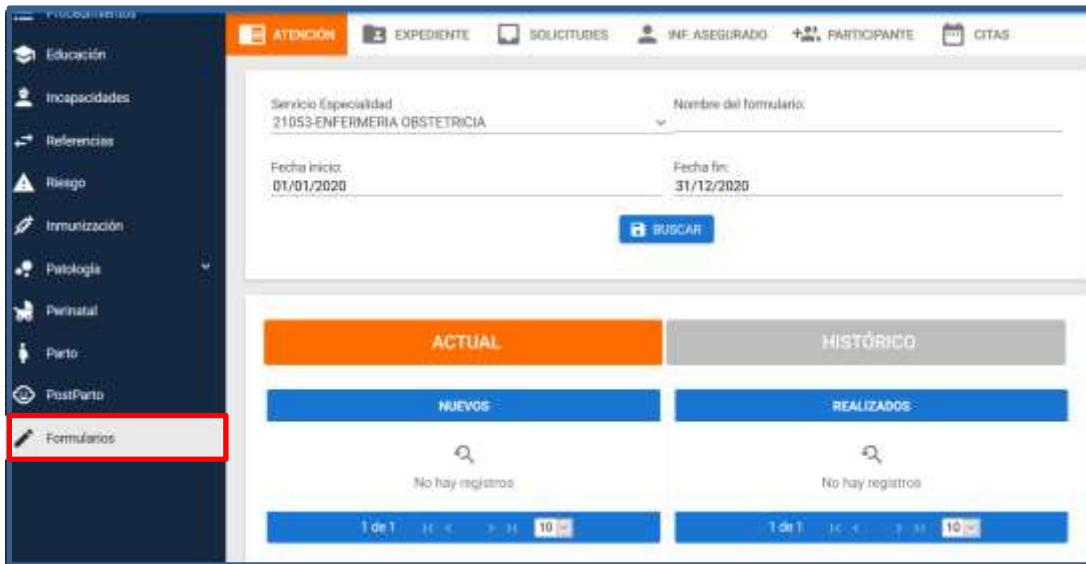 Procedimientos
Educación
Incapacidades
Referencias
Riesgo
Inmunización
Patología
Perinatal
Parto
PostParto
Formularios
ATENCIÓN EXPEDIENTE SOLICITUDES INF. ASEGURADO PARTICIPANTE CITAS
Servicio Especialidad Nombre del formulario:
21053-ENFERMERIA OBSTETRICIA
Fecha inicio: Fecha fin:
01/01/2020 31/12/2020
BUSCAR
ACTUAL HISTÓRICO
NUEVOS REALIZADOS
No hay registros No hay registros
1 de 1 10 1 de 1 10